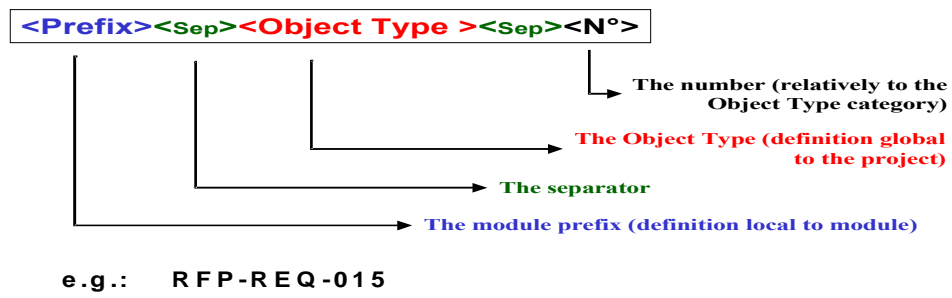 <Prefix><Sep><Object Type ><Sep><N°>
The number (relatively to the
Object Type category)
The Object Type (definition global
to the project)
The separator
The module prefix (definition local to module)
e.g.: RFP-REQ-015